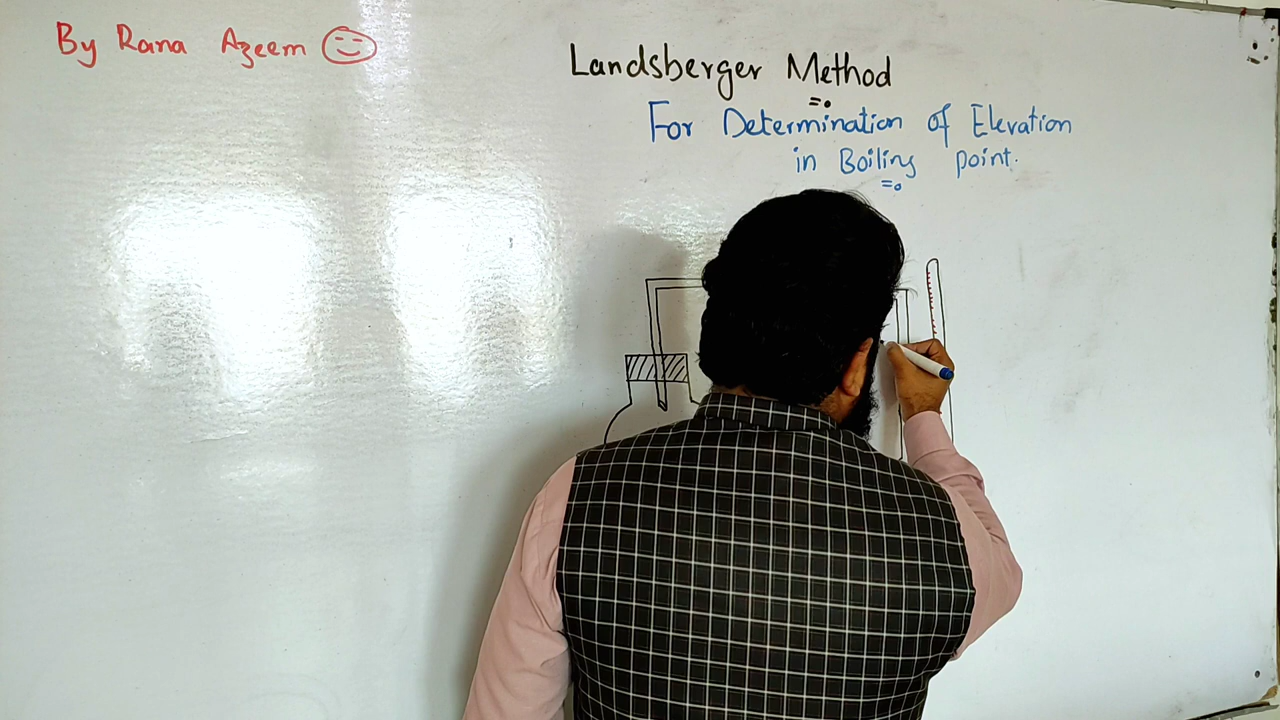 By Rana Azeem
Landsberger Method
For Determination of Elevation
in Boiling point.